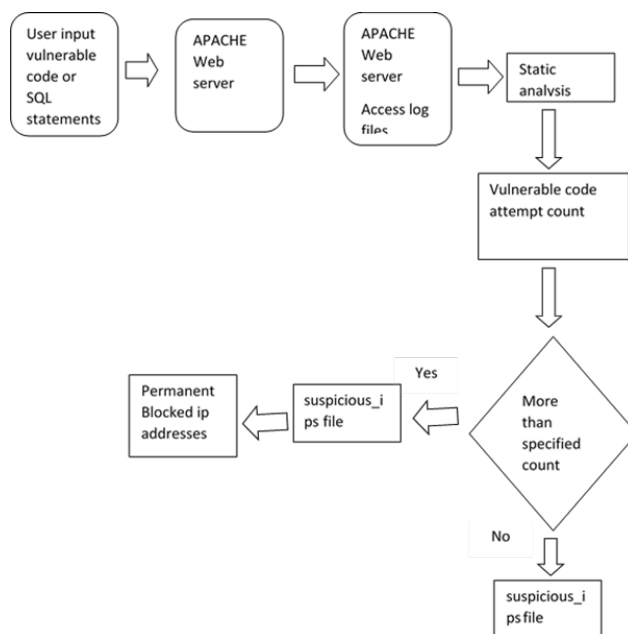 User input
vulnerable
code or
SQL
statements
APACHE
Web
server
APACHE
Web
server
Access log
files
Static
analysis
Vulnerable code
attempt count
More
than
specified
count
Yes
suspicious_i
ps file
Permanent
Blocked ip
addresses
No
suspicious_i
ps file